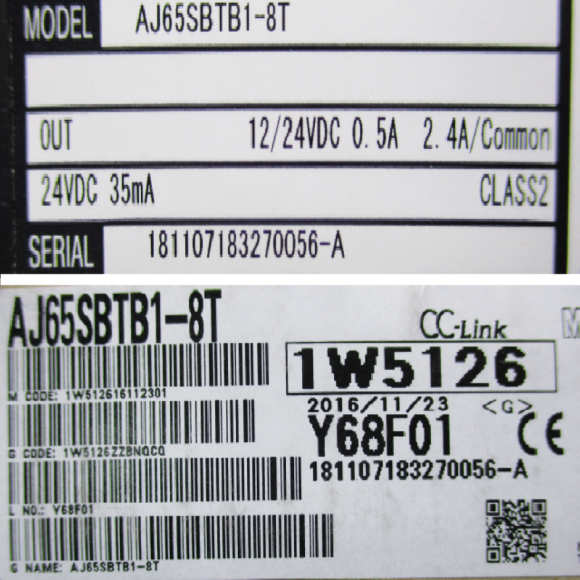 MODEL AJ65SBTB1-8T
OUT 12/24VDC 0.5A 2.4A/Common
24VDC 35mA CLASS2
SERIAL 181107183270056-A
AJ65SBTB1-8T
CC-Link M
1W5126
M CODE: 1W512616112301
2016/11/23 <G>
Y68F01 CE
G CODE: 1W5126ZZBNQCQ
181107183270056-A
L NO.: Y68F01
G NAME: AJ65SBTB1-8T